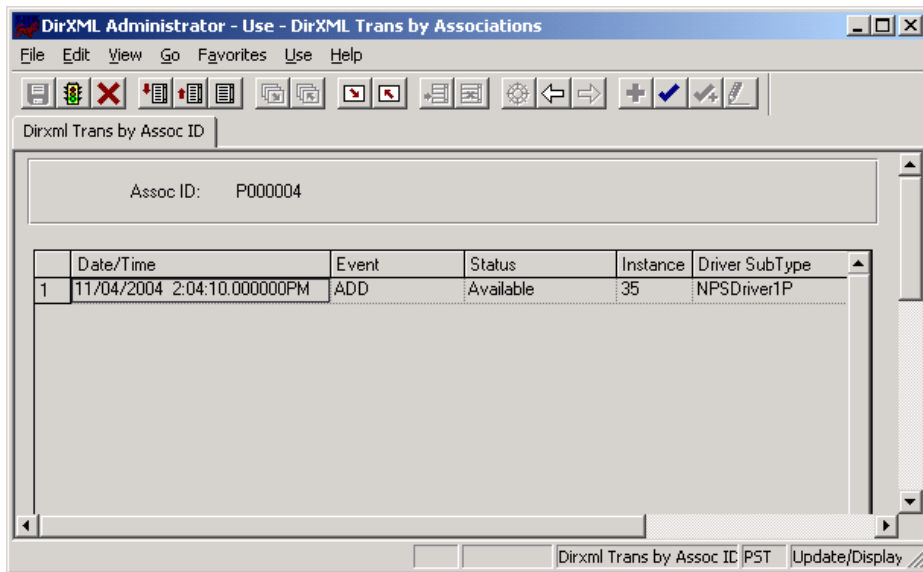 DirXML Administrator - Use - DirXML Trans by Associations
File Edit View Go Favorites Use Help
Dirxml Trans by Assoc ID
Assoc ID: P000004
Date/Time Event Status Instance Driver SubType
1 11/04/2004 2:04:10.000000PM ADD Available 35 NPSDriver1P
Dirxml Trans by Assoc ID PST Update/Display